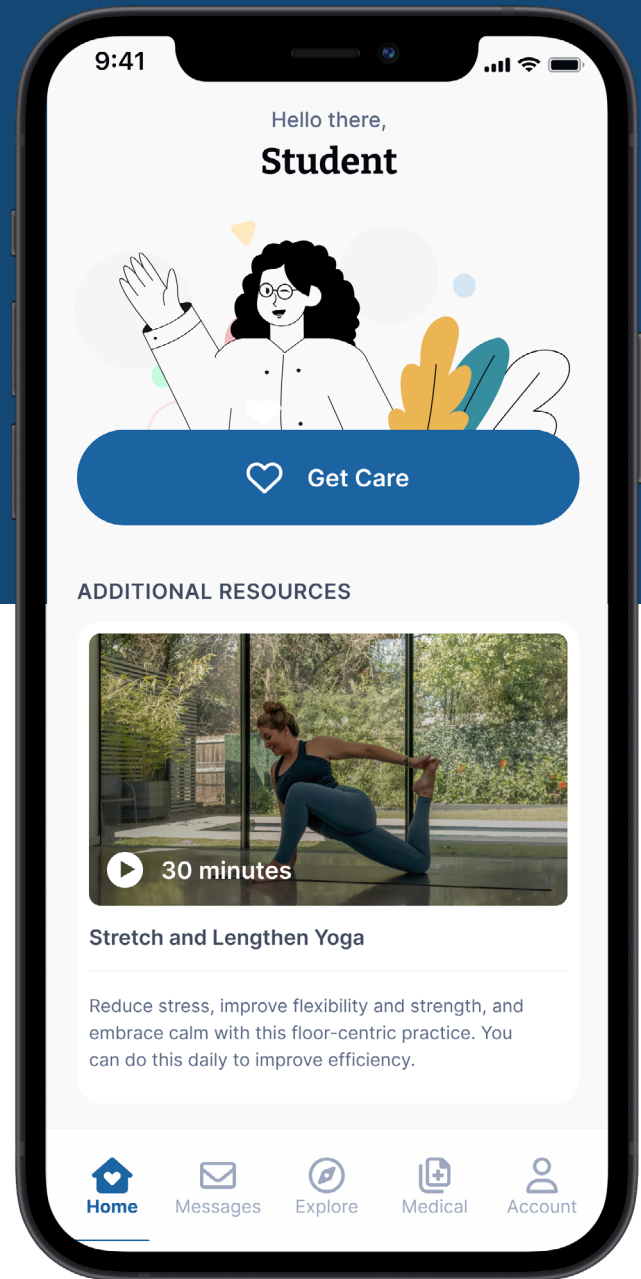 9:41
Hello there,
Student
Get Care
ADDITIONAL RESOURCES
30 minutes
Stretch and Lengthen Yoga
Reduce stress, improve flexibility and strength, and
embrace calm with this floor-centric practice. You
can do this daily to improve efficiency.
Home
Messages
Explore
Medical
Account